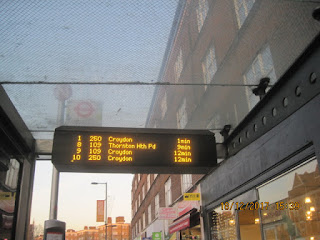 1 250 Croydon 1min
8 109 Thornton Hth Pd 9min
9 109 Croydon 12min
10 250 Croydon 12min